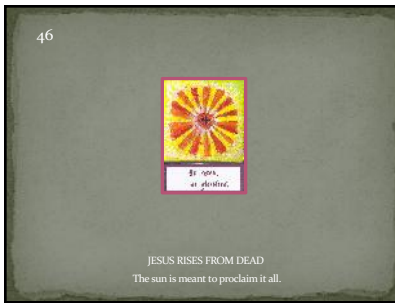 46
JESUS RISES FROM DEAD
The sun is meant to proclaim it all.